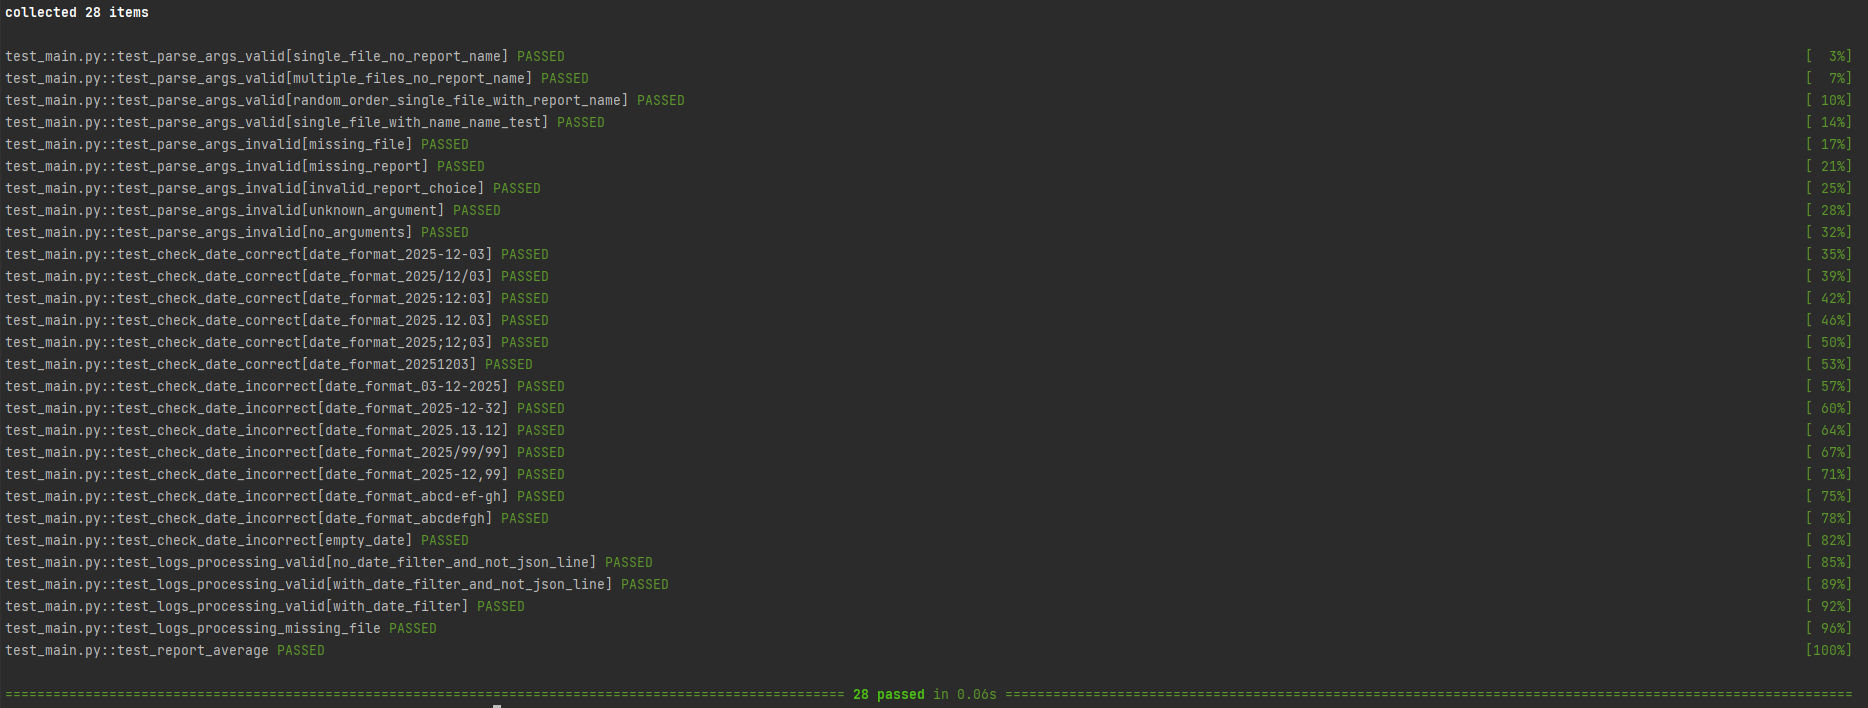 collected 28 items
test_main.py::test_parse_args_valid[single_file_no_report_name] PASSED [  3%]
test_main.py::test_parse_args_valid[multiple_files_no_report_name] PASSED [  7%]
test_main.py::test_parse_args_valid[random_order_single_file_with_report_name] PASSED [ 10%]
test_main.py::test_parse_args_valid[single_file_with_name_name_test] PASSED [ 14%]
test_main.py::test_parse_args_invalid[missing_file] PASSED [ 17%]
test_main.py::test_parse_args_invalid[missing_report] PASSED [ 21%]
test_main.py::test_parse_args_invalid[invalid_report_choice] PASSED [ 25%]
test_main.py::test_parse_args_invalid[unknown_argument] PASSED [ 28%]
test_main.py::test_parse_args_invalid[no_arguments] PASSED [ 32%]
test_main.py::test_check_date_correct[date_format_2025-12-03] PASSED [ 35%]
test_main.py::test_check_date_correct[date_format_2025/12/03] PASSED [ 39%]
test_main.py::test_check_date_correct[date_format_2025:12:03] PASSED [ 42%]
test_main.py::test_check_date_correct[date_format_2025.12.03] PASSED [ 46%]
test_main.py::test_check_date_correct[date_format_2025;12;03] PASSED [ 50%]
test_main.py::test_check_date_correct[date_format_20251203] PASSED [ 53%]
test_main.py::test_check_date_incorrect[date_format_03-12-2025] PASSED [ 57%]
test_main.py::test_check_date_incorrect[date_format_2025-12-32] PASSED [ 60%]
test_main.py::test_check_date_incorrect[date_format_2025.13.12] PASSED [ 64%]
test_main.py::test_check_date_incorrect[date_format_2025/99/99] PASSED [ 67%]
test_main.py::test_check_date_incorrect[date_format_2025-12,99] PASSED [ 71%]
test_main.py::test_check_date_incorrect[date_format_abcd-ef-gh] PASSED [ 75%]
test_main.py::test_check_date_incorrect[date_format_abcdefgh] PASSED [ 78%]
test_main.py::test_check_date_incorrect[empty_date] PASSED [ 82%]
test_main.py::test_logs_processing_valid[no_date_filter_and_not_json_line] PASSED [ 85%]
test_main.py::test_logs_processing_valid[with_date_filter_and_not_json_line] PASSED [ 89%]
test_main.py::test_logs_processing_valid[with_date_filter] PASSED [ 92%]
test_main.py::test_logs_processing_missing_file PASSED [ 96%]
test_main.py::test_report_average PASSED [100%]
========================================================================================================= 28 passed in 0.06s ==========================================================================================================